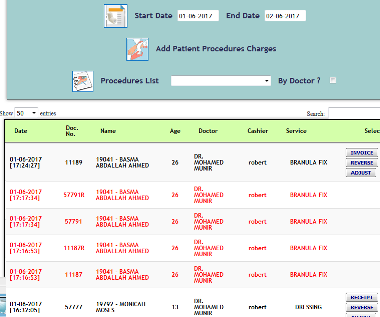 Start Date 01-06-2017 End Date 02-06-2017
Add Patient Procedures Charges
Procedures List By Doctor ?
Show 50 entries Search:
Date Doc. No. Name Age Doctor Cashier Service Selec
INVOICE
01-06-2017 [17:24:27] 11189 19041 - BASMA ABDALLAH AHMED 26 DR. MOHAMED MUNIR robert BRANULA FIX REVERSE
ADJUST
01-06-2017 [17:17:34] 57791R 19041 - BASMA ABDALLAH AHMED 26 DR. MOHAMED MUNIR robert BRANULA FIX
01-06-2017 [17:17:34] 57791 19041 - BASMA ABDALLAH AHMED 26 DR. MOHAMED MUNIR robert BRANULA FIX
01-06-2017 [17:16:53] 11187R 19041 - BASMA ABDALLAH AHMED 26 DR. MOHAMED MUNIR robert BRANULA FIX
01-06-2017 [17:16:53] 11187 19041 - BASMA ABDALLAH AHMED 26 DR. MOHAMED MUNIR robert BRANULA FIX
RECEIPT
01-06-2017 [16:12:05] 57777 19792 - MONICAH MOSES 13 DR. MOHAMED MUNIR robert DRESSING REVERSE